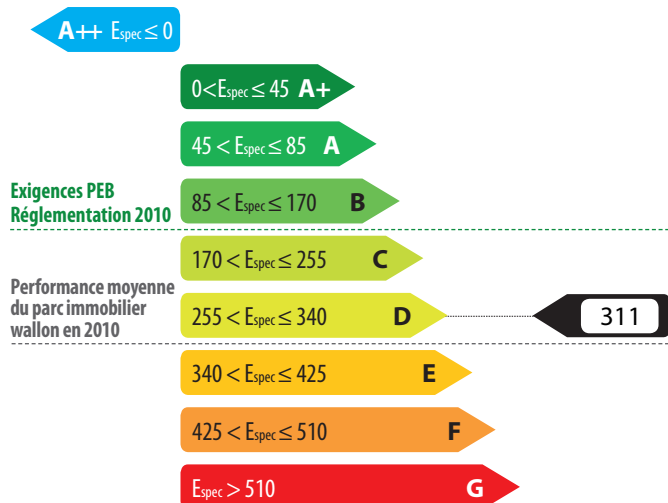 A++ Espec ≤ 0
0<Espec ≤ 45 A+
45 < Espec ≤ 85 A
Exigences PEB
Réglementation 2010
85 < Espec ≤ 170 B
170 < Espec ≤ 255 C
Performance moyenne
du parc immobilier
wallon en 2010
255 < Espec ≤ 340 D
311
340 < Espec ≤ 425 E
425 < Espec ≤ 510 F
Espec > 510 G